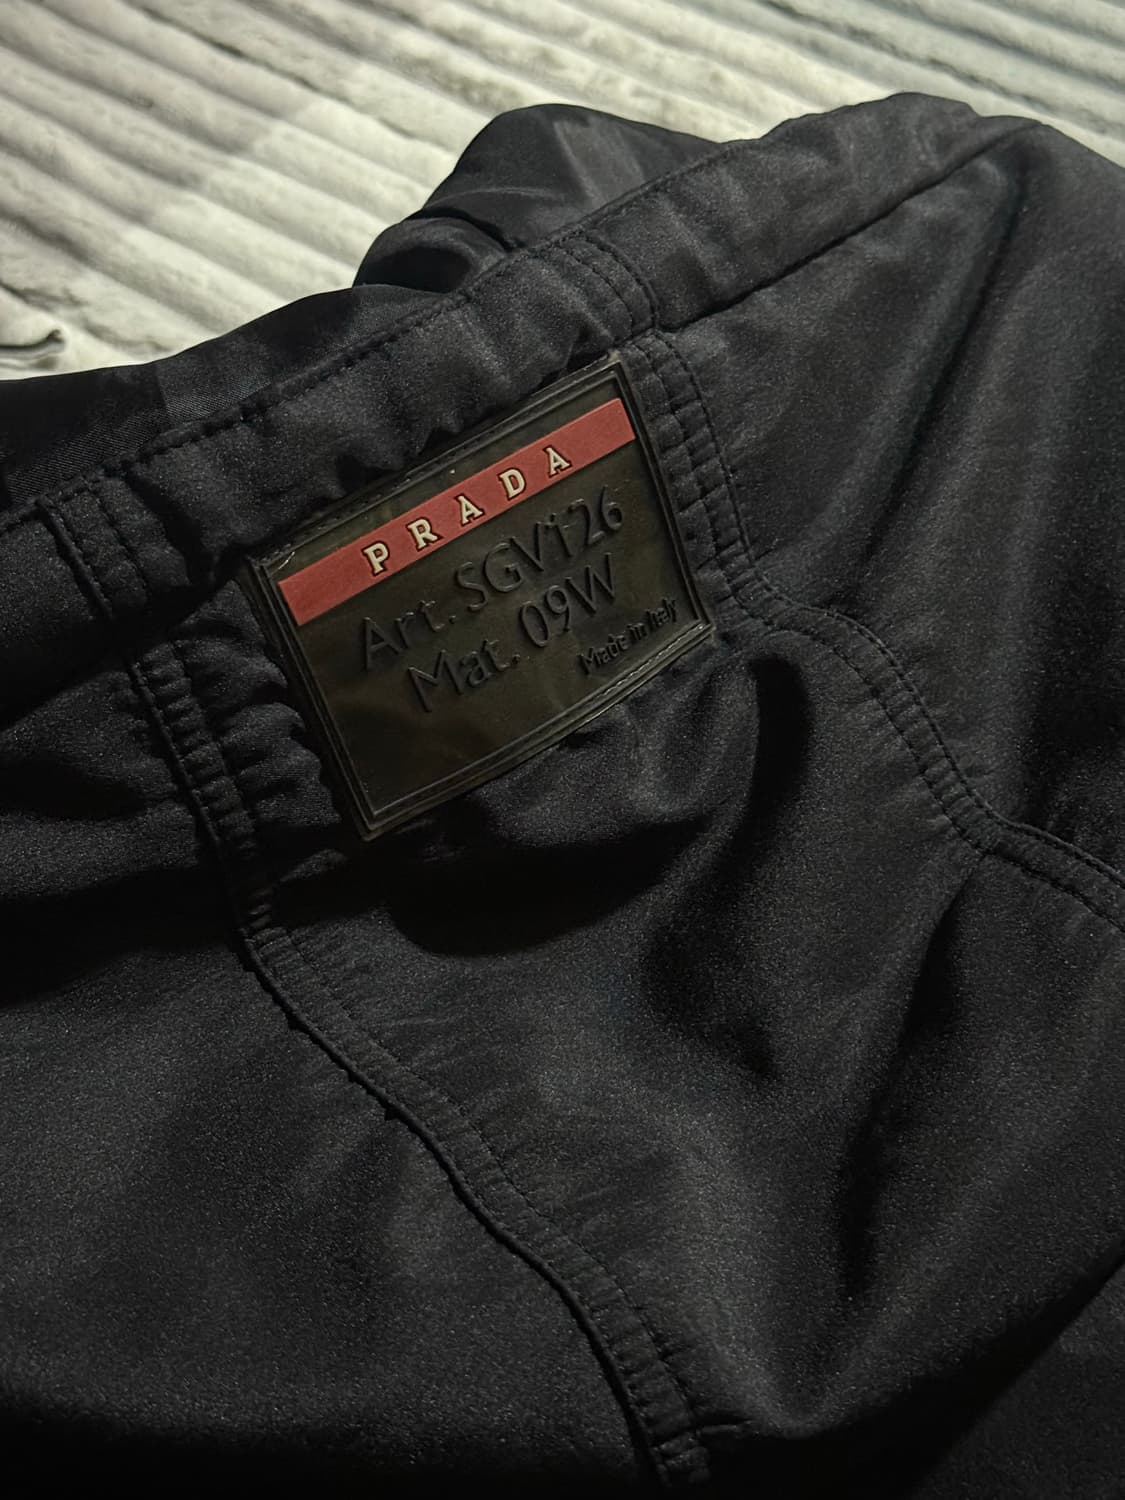 PRADA
Art. SGV126
Mat. 09W
Made in Italy